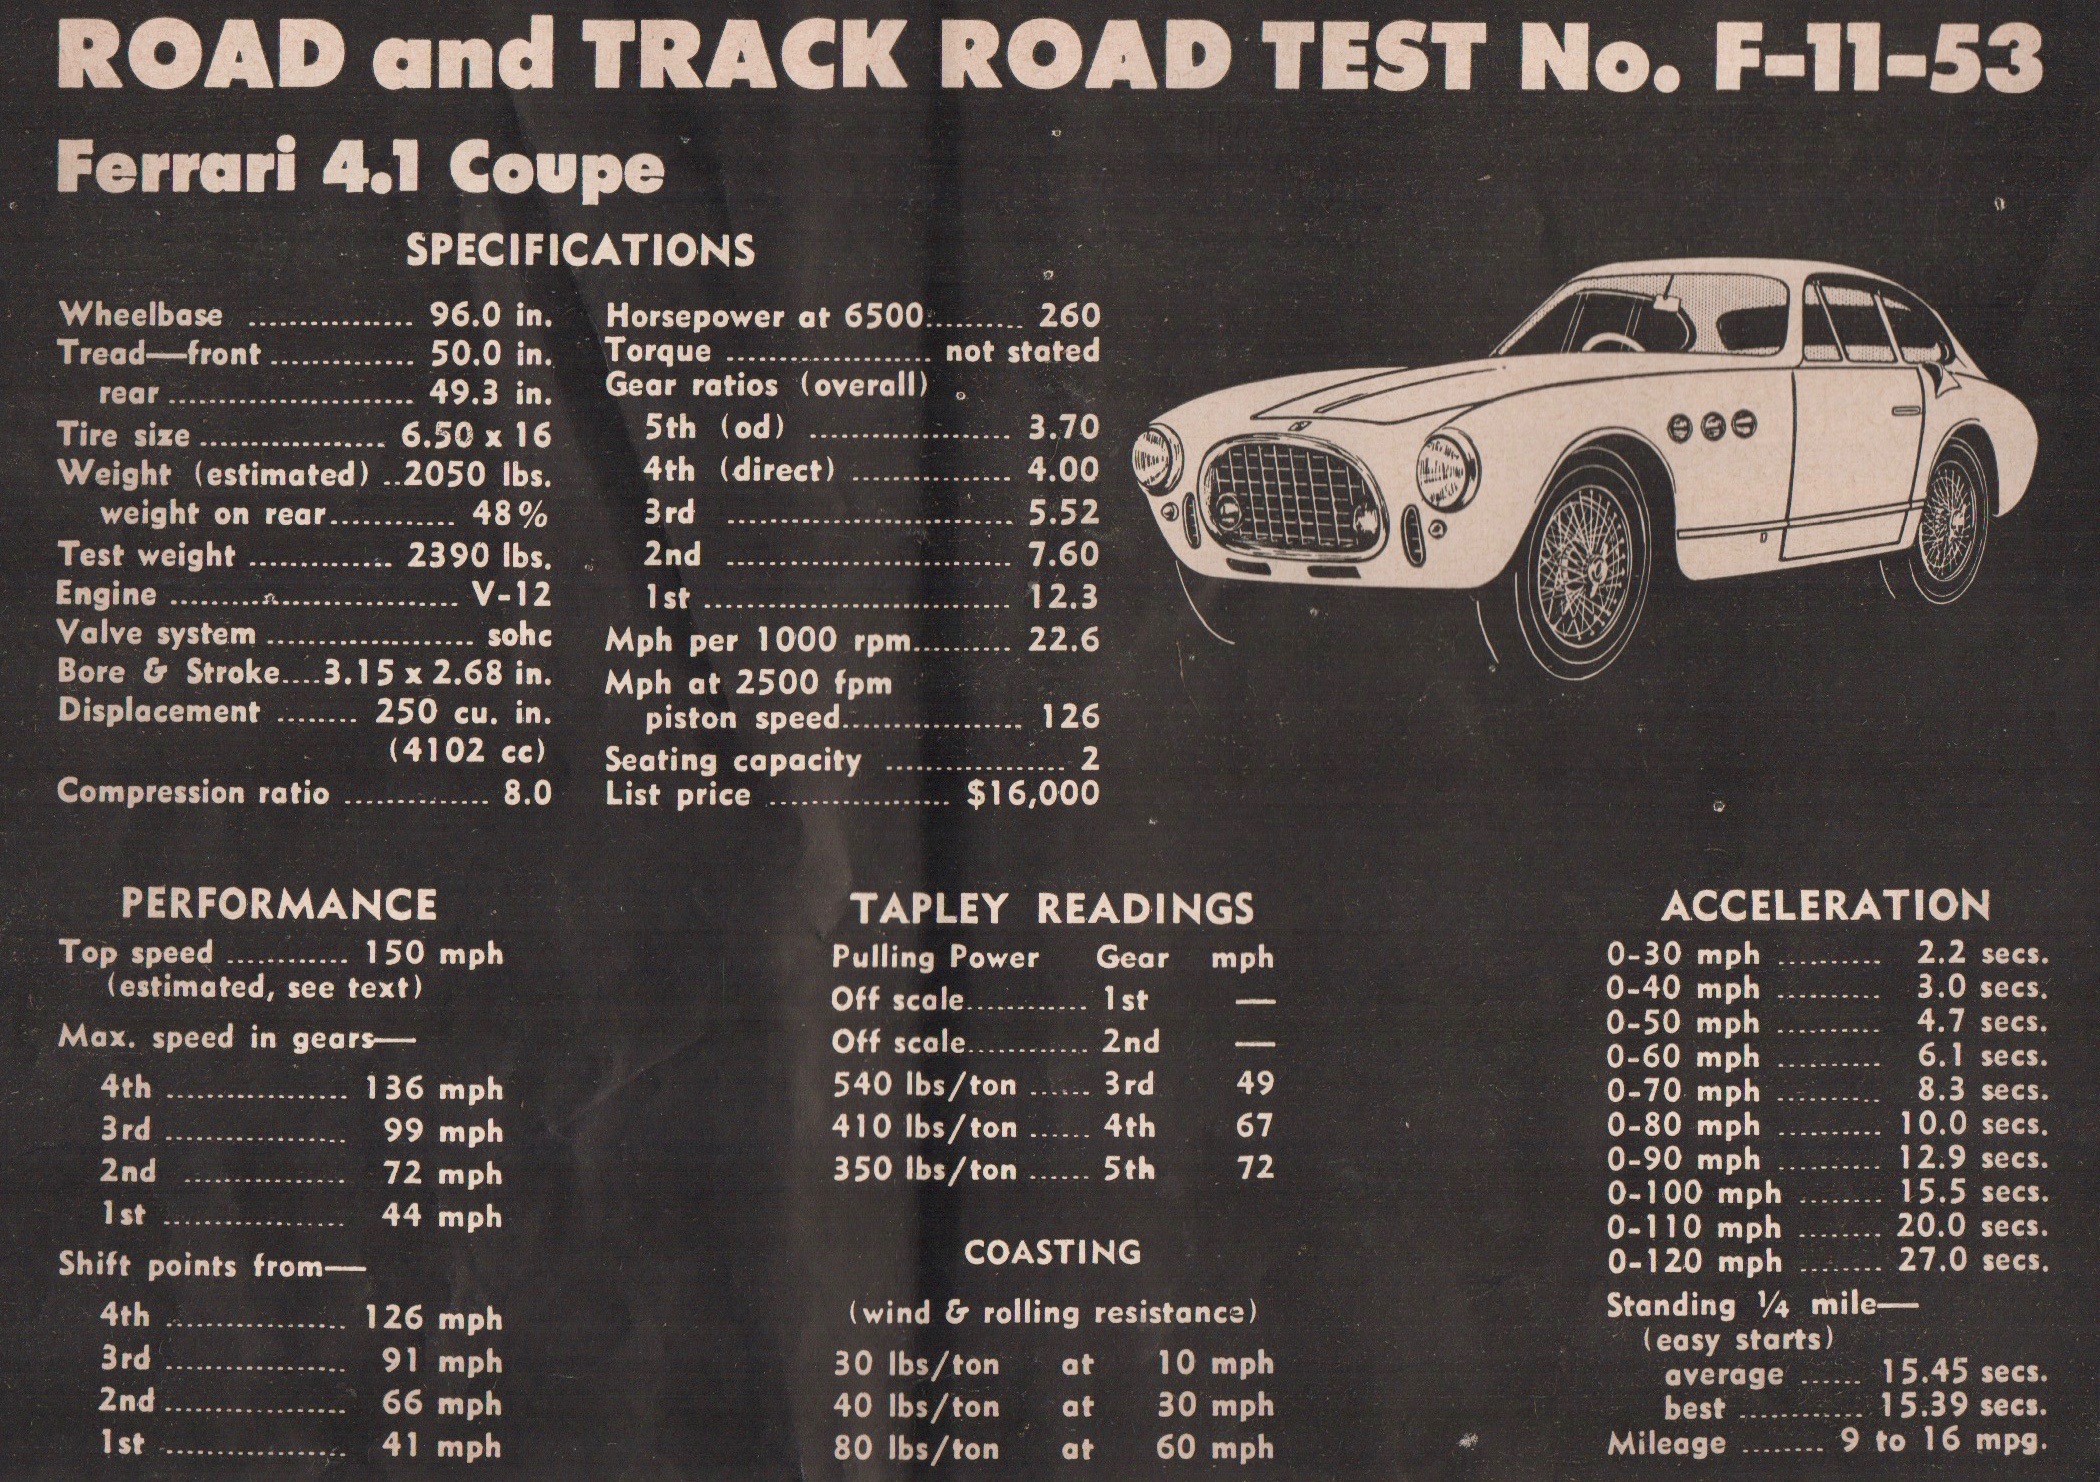 ROAD and TRACK ROAD TEST No. F-11-53
Ferrari 4.1 Coupe
SPECIFICATIONS
Wheelbase ................ 96.0 in.
Tread—front .............. 50.0 in.
rear ........................ 49.3 in.
Tire size .................. 6.50 x 16
Weight (estimated) ..2050 lbs.
weight on rear............ 48%
Test weight .............. 2390 lbs.
Engine ............................. V-12
Valve system ..................... sohc
Bore & Stroke....3.15 x 2.68 in.
Displacement ........ 250 cu. in.
(4102 cc)
Compression ratio .............. 8.0
Horsepower at 6500.......... 260
Torque ..................... not stated
Gear ratios (overall)
5th (od) .................... 3.70
4th (direct) ................ 4.00
3rd ............................. 5.52
2nd ............................. 7.60
1st ............................... 12.3
Mph per 1000 rpm.......... 22.6
Mph at 2500 fpm
piston speed.................. 126
Seating capacity .................. 2
List price .................. $16,000
PERFORMANCE
Top speed ............ 150 mph
(estimated, see text)
Max. speed in gears—
4th .................. 136 mph
3rd .................. 99 mph
2nd ................ 72 mph
1st .................. 44 mph
Shift points from—
4th .................. 126 mph
3rd .................. 91 mph
2nd................... 66 mph
1st .................. 41 mph
TAPLEY READINGS
Pulling Power Gear mph
Off scale............ 1st —
Off scale............ 2nd —
540 lbs/ton ...... 3rd 49
410 lbs/ton ...... 4th 67
350 lbs/ton ...... 5th 72
COASTING
(wind & rolling resistance)
30 lbs/ton at 10 mph
40 lbs/ton at 30 mph
80 lbs/ton at 60 mph
ACCELERATION
0-30 mph .......... 2.2 secs.
0-40 mph .......... 3.0 secs.
0-50 mph .......... 4.7 secs.
0-60 mph .......... 6.1 secs.
0-70 mph .......... 8.3 secs.
0-80 mph .......... 10.0 secs.
0-90 mph .......... 12.9 secs.
0-100 mph ........ 15.5 secs.
0-110 mph ........ 20.0 secs.
0-120 mph ........ 27.0 secs.
Standing ¼ mile—
(easy starts)
average ...... 15.45 secs.
best ............ 15.39 secs.
Mileage ........ 9 to 16 mpg.